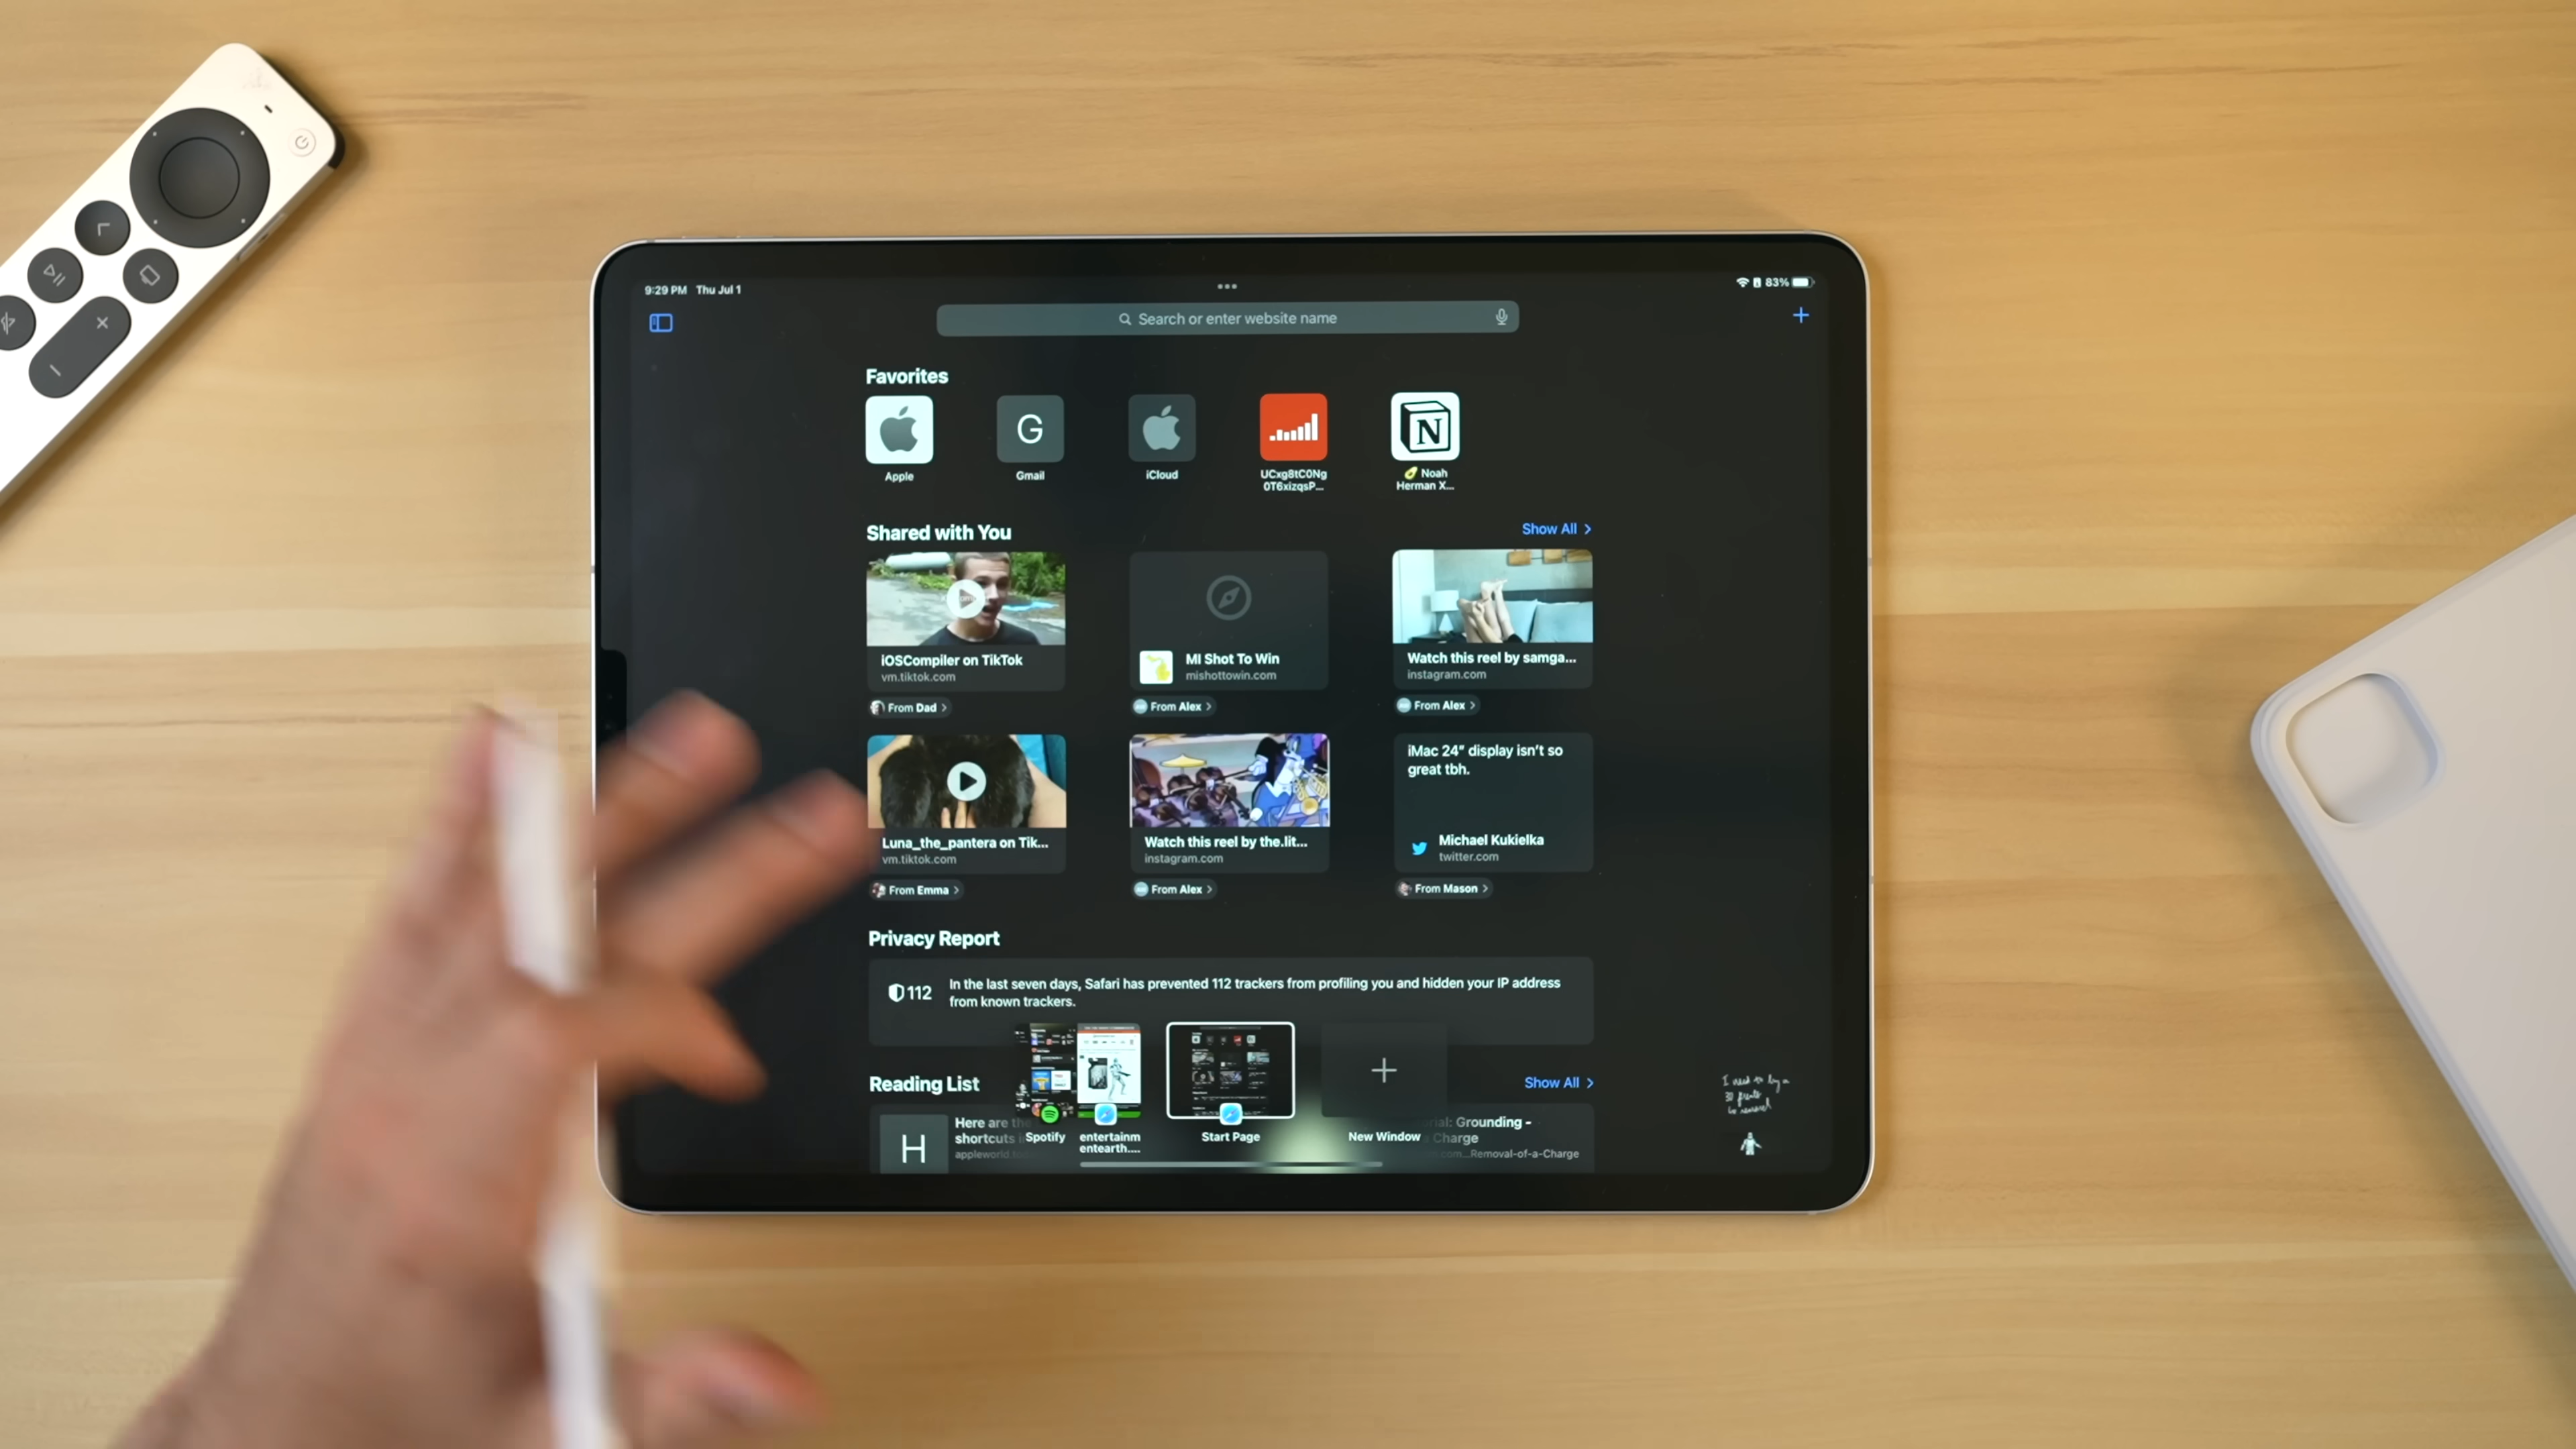 9:29 PM Thu Jul 1
83%
Search or enter website name
Favorites
G
N
Apple
Gmail
iCloud
UCxg8tC0Ng
0T6xizqsP...
Noah
Herman X...
Shared with You
Show All
iOSCompiler on TikTok
vm.tiktok.com
From Dad
MI Shot To Win
mishottowin.com
From Alex
Watch this reel by samga...
instagram.com
From Alex
Luna_the_pantera on Tik...
vm.tiktok.com
From Emma
Watch this reel by the.lit...
instagram.com
From Alex
iMac 24" display isn't so
great tbh.
Michael Kukielka
twitter.com
From Mason
Privacy Report
112
In the last seven days, Safari has prevented 112 trackers from profiling you and hidden your IP address
from known trackers.
Reading List
Show All
H
Here are the
shortcuts
appleworld
Spotify
entertainm
entearth....
Start Page
New Window
Grounding -
Charge
...Removal-of-a-Charge
I need to
30